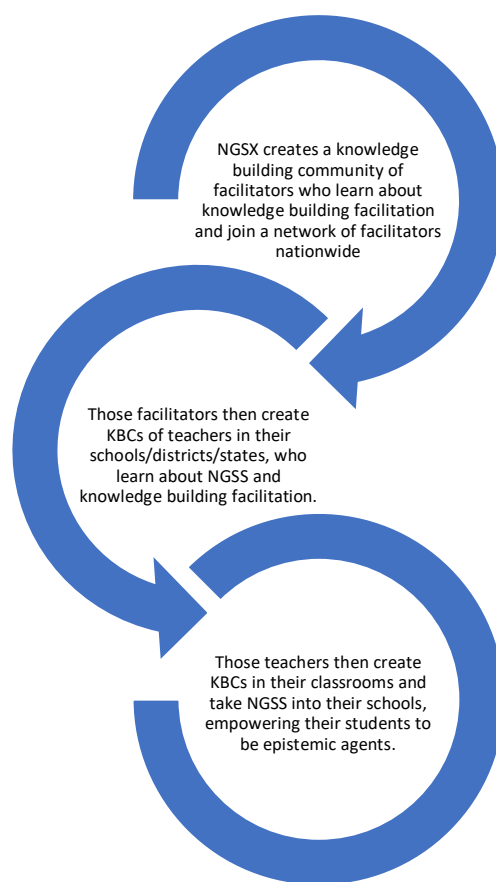 NGSX creates a knowledge
building community of
facilitators who learn about
knowledge building facilitation
and join a network of facilitators
nationwide
Those facilitators then create
KBCs of teachers in their
schools/districts/states, who
learn about NGSS and
knowledge building facilitation.
Those teachers then create
KBCs in their classrooms and
take NGSS into their schools,
empowering their students to
be epistemic agents.